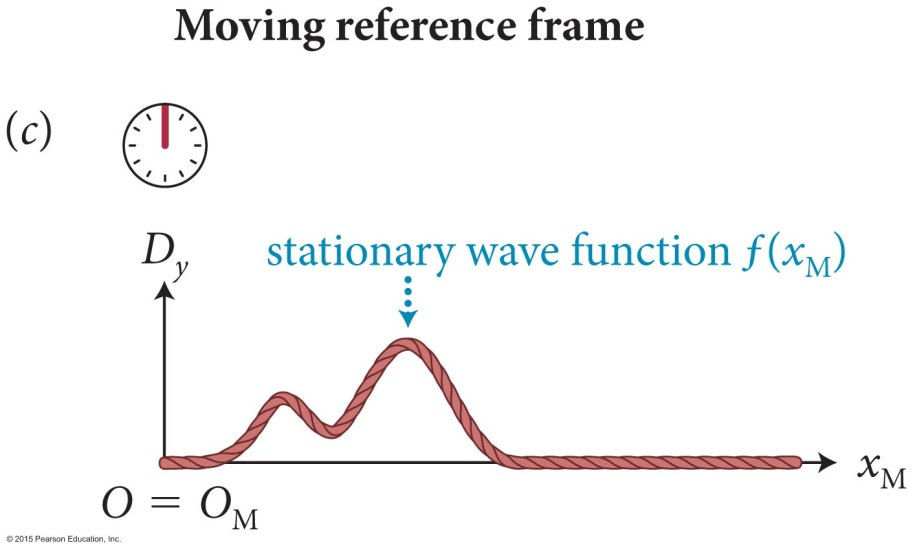 Moving reference frame
(c)
D_y
stationary wave function f(x_M)
x_M
O = O_M
© 2015 Pearson Education, Inc.